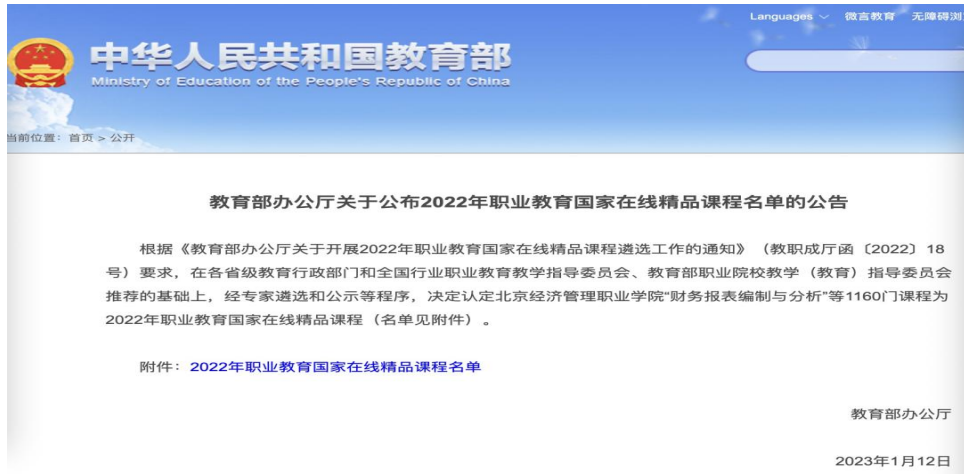 Languages 微言教育 无障碍浏
中华人民共和国教育部
Ministry of Education of the People's Republic of China
当前位置：首页 > 公开
教育部办公厅关于公布2022年职业教育国家在线精品课程名单的公告
根据《教育部办公厅关于开展2022年职业教育国家在线精品课程遴选工作的通知》（教职成厅函〔2022〕18
号）要求，在各省级教育行政部门和全国行业职业教育教学指导委员会、教育部职业院校教学（教育）指导委员会
推荐的基础上，经专家遴选和公示等程序，决定认定北京经济管理职业学院“财务报表编制与分析”等1160门课程为
2022年职业教育国家在线精品课程（名单见附件）。
附件：2022年职业教育国家在线精品课程名单
教育部办公厅
2023年1月12日